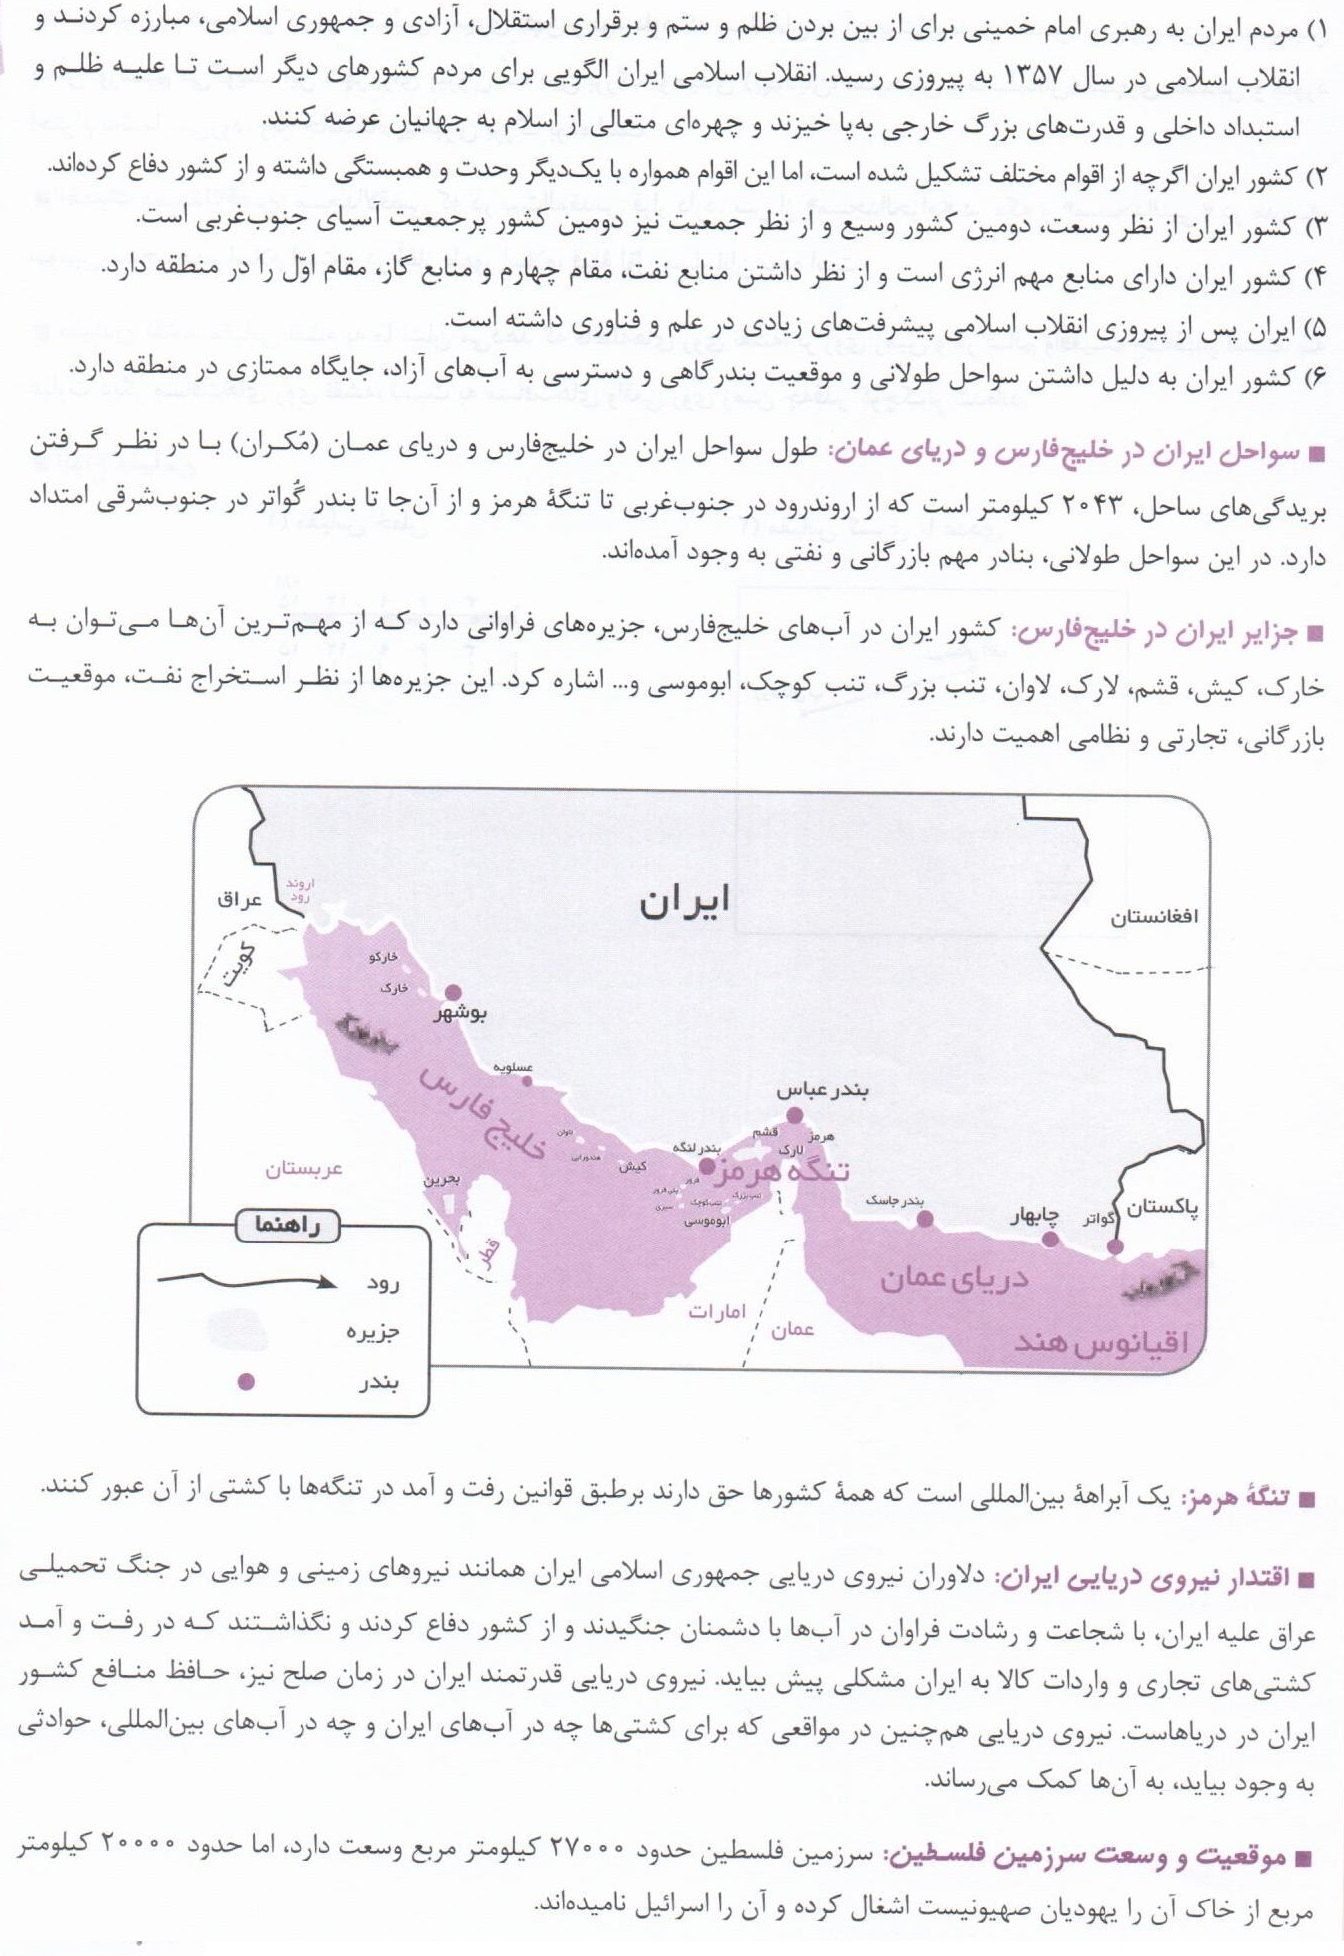 ۱) مردم ایران به رهبری امام خمینی برای از بین بردن ظلم و ستم و برقراری استقلال، آزادی و جمهوری اسلامی، مبارزه کردند و
انقلاب اسلامی در سال ۱۳۵۷ به پیروزی رسید. انقلاب اسلامی ایران الگویی برای مردم کشورهای دیگر است تا علیه ظلم و
استبداد داخلی و قدرت‌های بزرگ خارجی به‌پا خیزند و چهره‌ای متعالی از اسلام به جهانیان عرضه کنند.
۲) کشور ایران اگرچه از اقوام مختلف تشکیل شده است، اما این اقوام همواره با یک‌دیگر وحدت و همبستگی داشته و از کشور دفاع کرده‌اند.
۳) کشور ایران از نظر وسعت، دومین کشور وسیع و از نظر جمعیت نیز دومین کشور پرجمعیت آسیای جنوب‌غربی است.
۴) کشور ایران دارای منابع مهم انرژی است و از نظر داشتن منابع نفت، مقام چهارم و منابع گاز، مقام اوّل را در منطقه دارد.
۵) ایران پس از پیروزی انقلاب اسلامی پیشرفت‌های زیادی در علم و فناوری داشته است.
۶) کشور ایران به دلیل داشتن سواحل طولانی و موقعیت بندرگاهی و دسترسی به آب‌های آزاد، جایگاه ممتازی در منطقه دارد.
■ سواحل ایران در خلیج‌فارس و دریای عمان: طول سواحل ایران در خلیج‌فارس و دریای عمان (مُکران) با در نظر گرفتن
بریدگی‌های ساحل، ۲۰۴۳ کیلومتر است که از اروندرود در جنوب‌غربی تا تنگهٔ هرمز و از آن‌جا تا بندر گُواتر در جنوب‌شرقی امتداد
دارد. در این سواحل طولانی، بنادر مهم بازرگانی و نفتی به وجود آمده‌اند.
■ جزایر ایران در خلیج‌فارس: کشور ایران در آب‌های خلیج‌فارس، جزیره‌های فراوانی دارد که از مهم‌ترین آن‌ها می‌توان به
خارک، کیش، قشم، لارک، لاوان، تنب بزرگ، تنب کوچک، ابوموسی و... اشاره کرد. این جزیره‌ها از نظر استخراج نفت، موقعیت
بازرگانی، تجارتی و نظامی اهمیت دارند.
ایران
افغانستان
عراق
اروند
رود
کویت
خارکو
خارک
بوشهر
خلیج فارس
عسلویه
بندر عباس
قشم
هرمز
لارک
لاوان
هندورابی
کیش
بندر لنگه
تنگه هرمز
فرور
بنی‌فرور
سیری
تنب‌کوچک
تنب‌بزرگ
ابوموسی
عربستان
بحرین
قطر
بندر جاسک
چابهار
گواتر
پاکستان
دریای عمان
امارات
عمان
اقیانوس هند
راهنما
رود
جزیره
بندر
■ تنگهٔ هرمز: یک آبراههٔ بین‌المللی است که همهٔ کشورها حق دارند برطبق قوانین رفت و آمد در تنگه‌ها با کشتی از آن عبور کنند.
■ اقتدار نیروی دریایی ایران: دلاوران نیروی دریایی جمهوری اسلامی ایران همانند نیروهای زمینی و هوایی در جنگ تحمیلی
عراق علیه ایران، با شجاعت و رشادت فراوان در آب‌ها با دشمنان جنگیدند و از کشور دفاع کردند و نگذاشتند که در رفت و آمد
کشتی‌های تجاری و واردات کالا به ایران مشکلی پیش بیاید. نیروی دریایی قدرتمند ایران در زمان صلح نیز، حافظ منافع کشور
ایران در دریاهاست. نیروی دریایی هم‌چنین در مواقعی که برای کشتی‌ها چه در آب‌های ایران و چه در آب‌های بین‌المللی، حوادثی
به وجود بیاید، به آن‌ها کمک می‌رساند.
■ موقعیت و وسعت سرزمین فلسطین: سرزمین فلسطین حدود ۲۷۰۰۰ کیلومتر مربع وسعت دارد، اما حدود ۲۰۰۰۰ کیلومتر
مربع از خاک آن را یهودیان صهیونیست اشغال کرده و آن را اسرائیل نامیده‌اند.